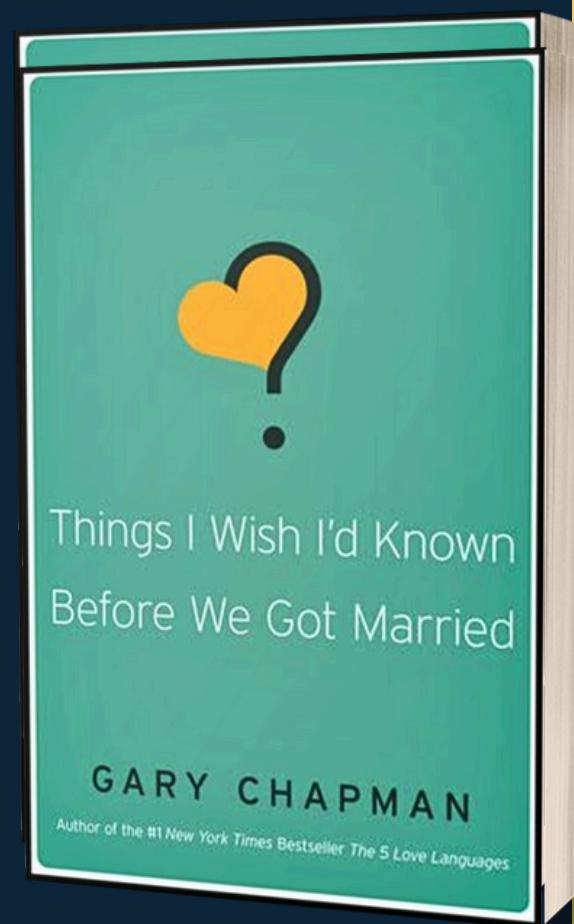 Things I Wish I'd Known
Before We Got Married
GARY CHAPMAN
Author of the #1 New York Times Bestseller The 5 Love Languages